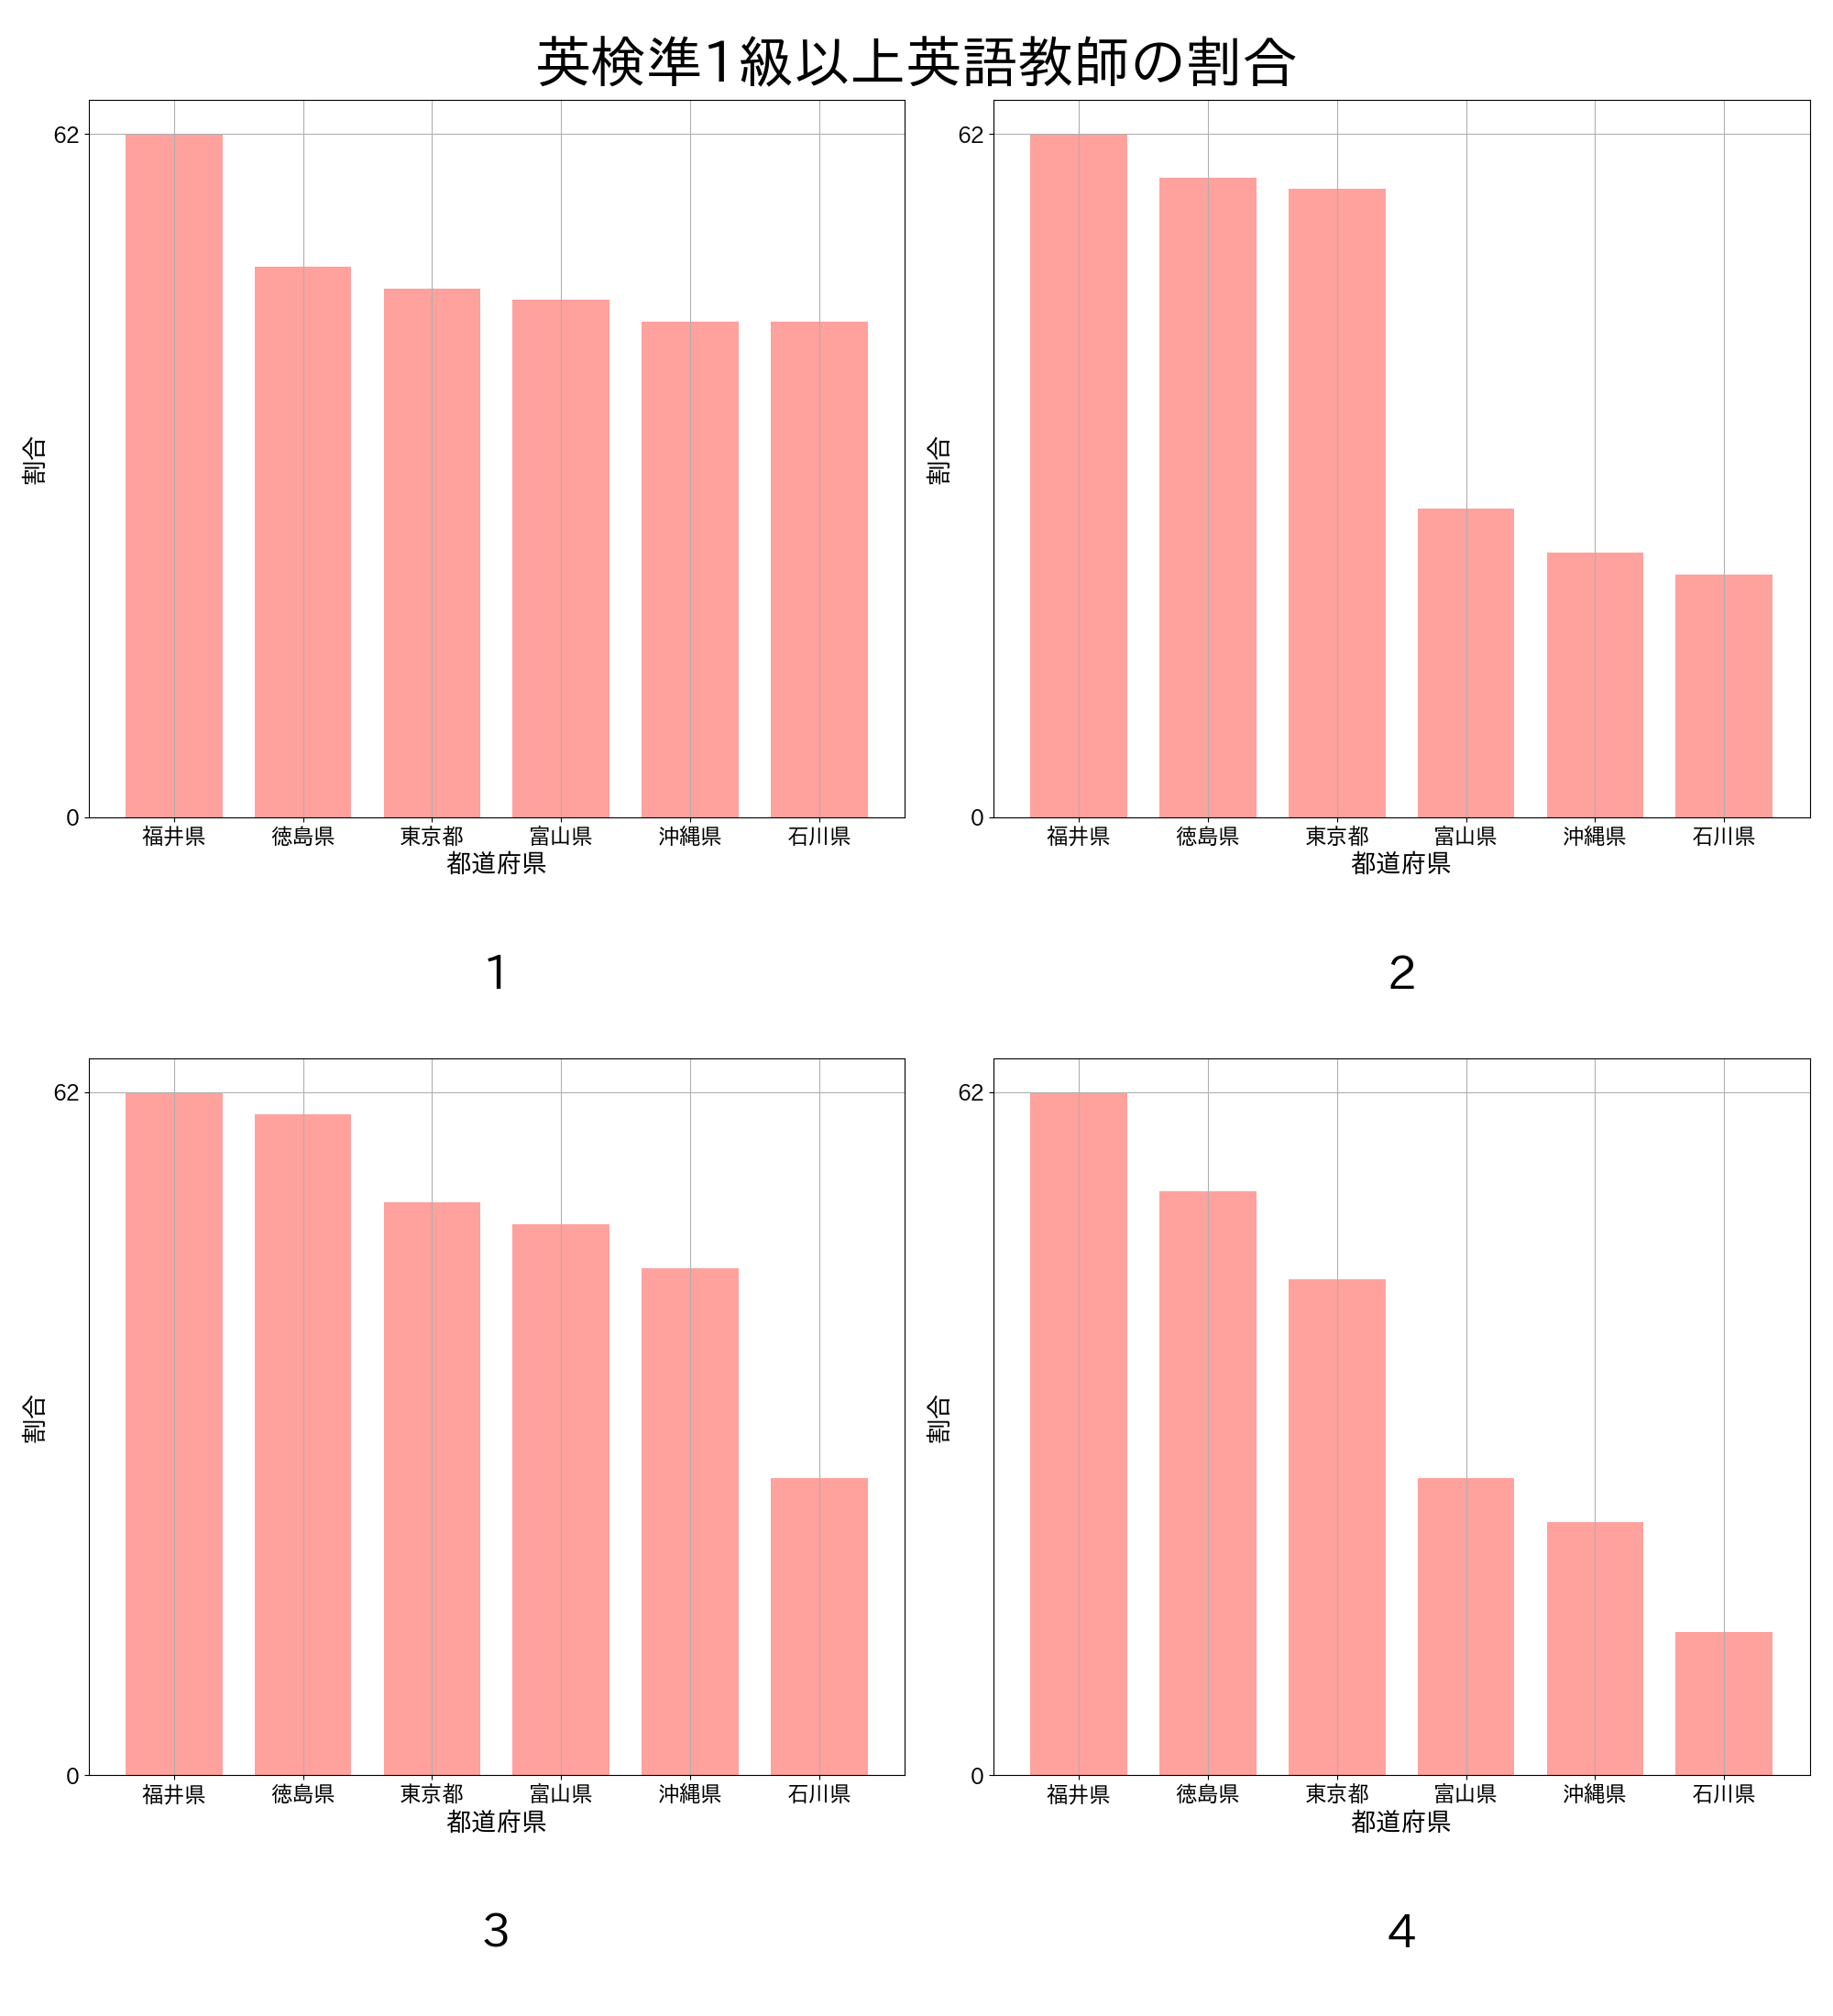 英検準1級以上英語教師の割合
62
0
割合
福井県 徳島県 東京都 富山県 沖縄県 石川県
都道府県
1
62
0
割合
福井県 徳島県 東京都 富山県 沖縄県 石川県
都道府県
2
62
0
割合
福井県 徳島県 東京都 富山県 沖縄県 石川県
都道府県
3
62
0
割合
福井県 徳島県 東京都 富山県 沖縄県 石川県
都道府県
4